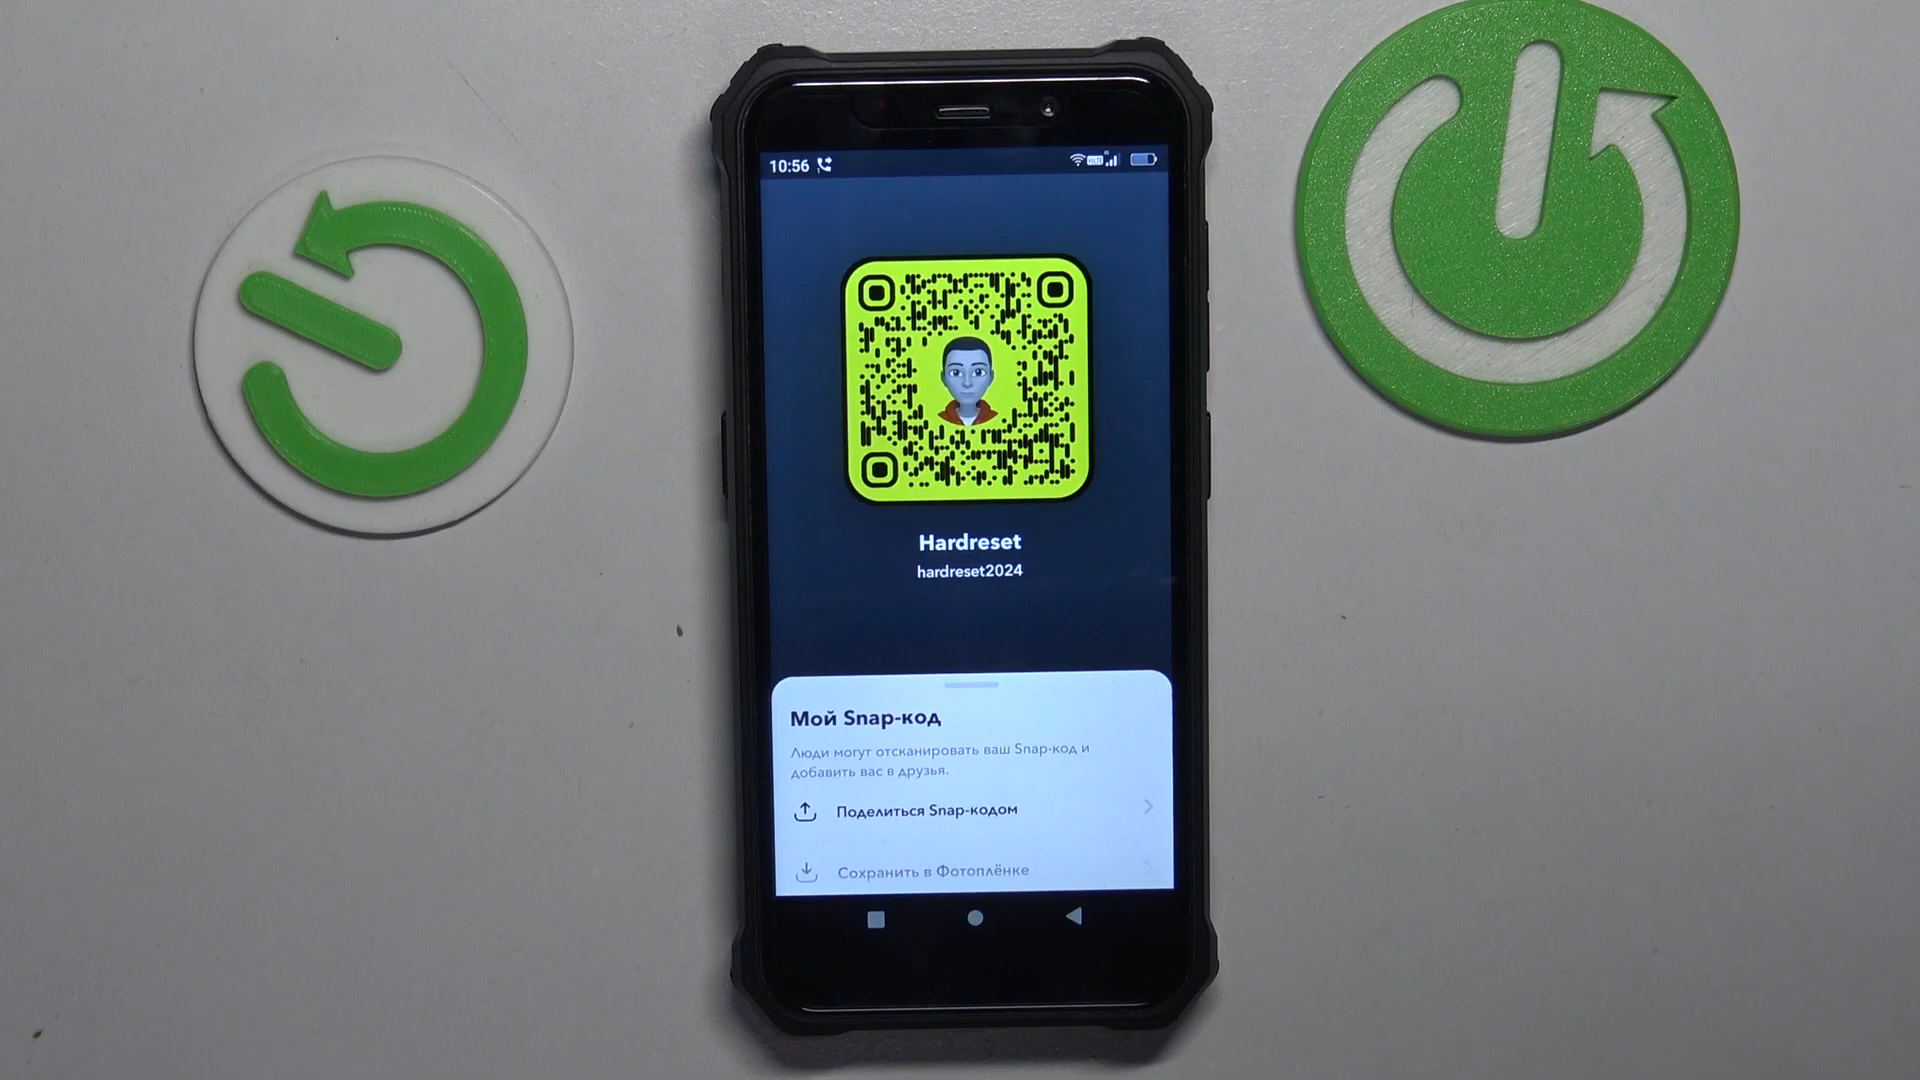 10:56
Hardreset
hardreset2024
Мой Snap-код
Люди могут отсканировать ваш Snap-код и
добавить вас в друзья.
Поделиться Snap-кодом
Сохранить в Фотоплёнке